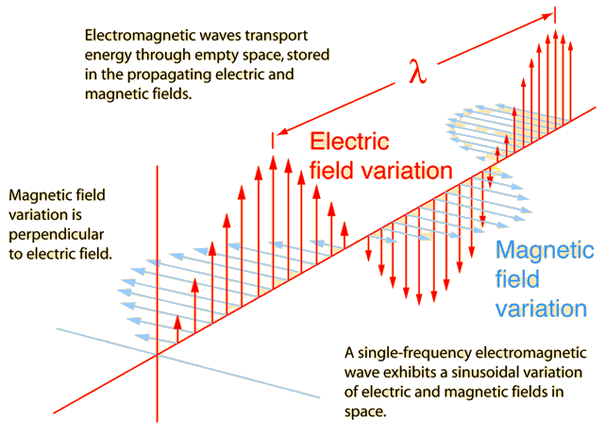 Electromagnetic waves transport
energy through empty space, stored
in the propagating electric and
magnetic fields.
λ
Electric
field variation
Magnetic field
variation is
perpendicular
to electric field.
Magnetic
field
variation
A single-frequency electromagnetic
wave exhibits a sinusoidal variation
of electric and magnetic fields in
space.